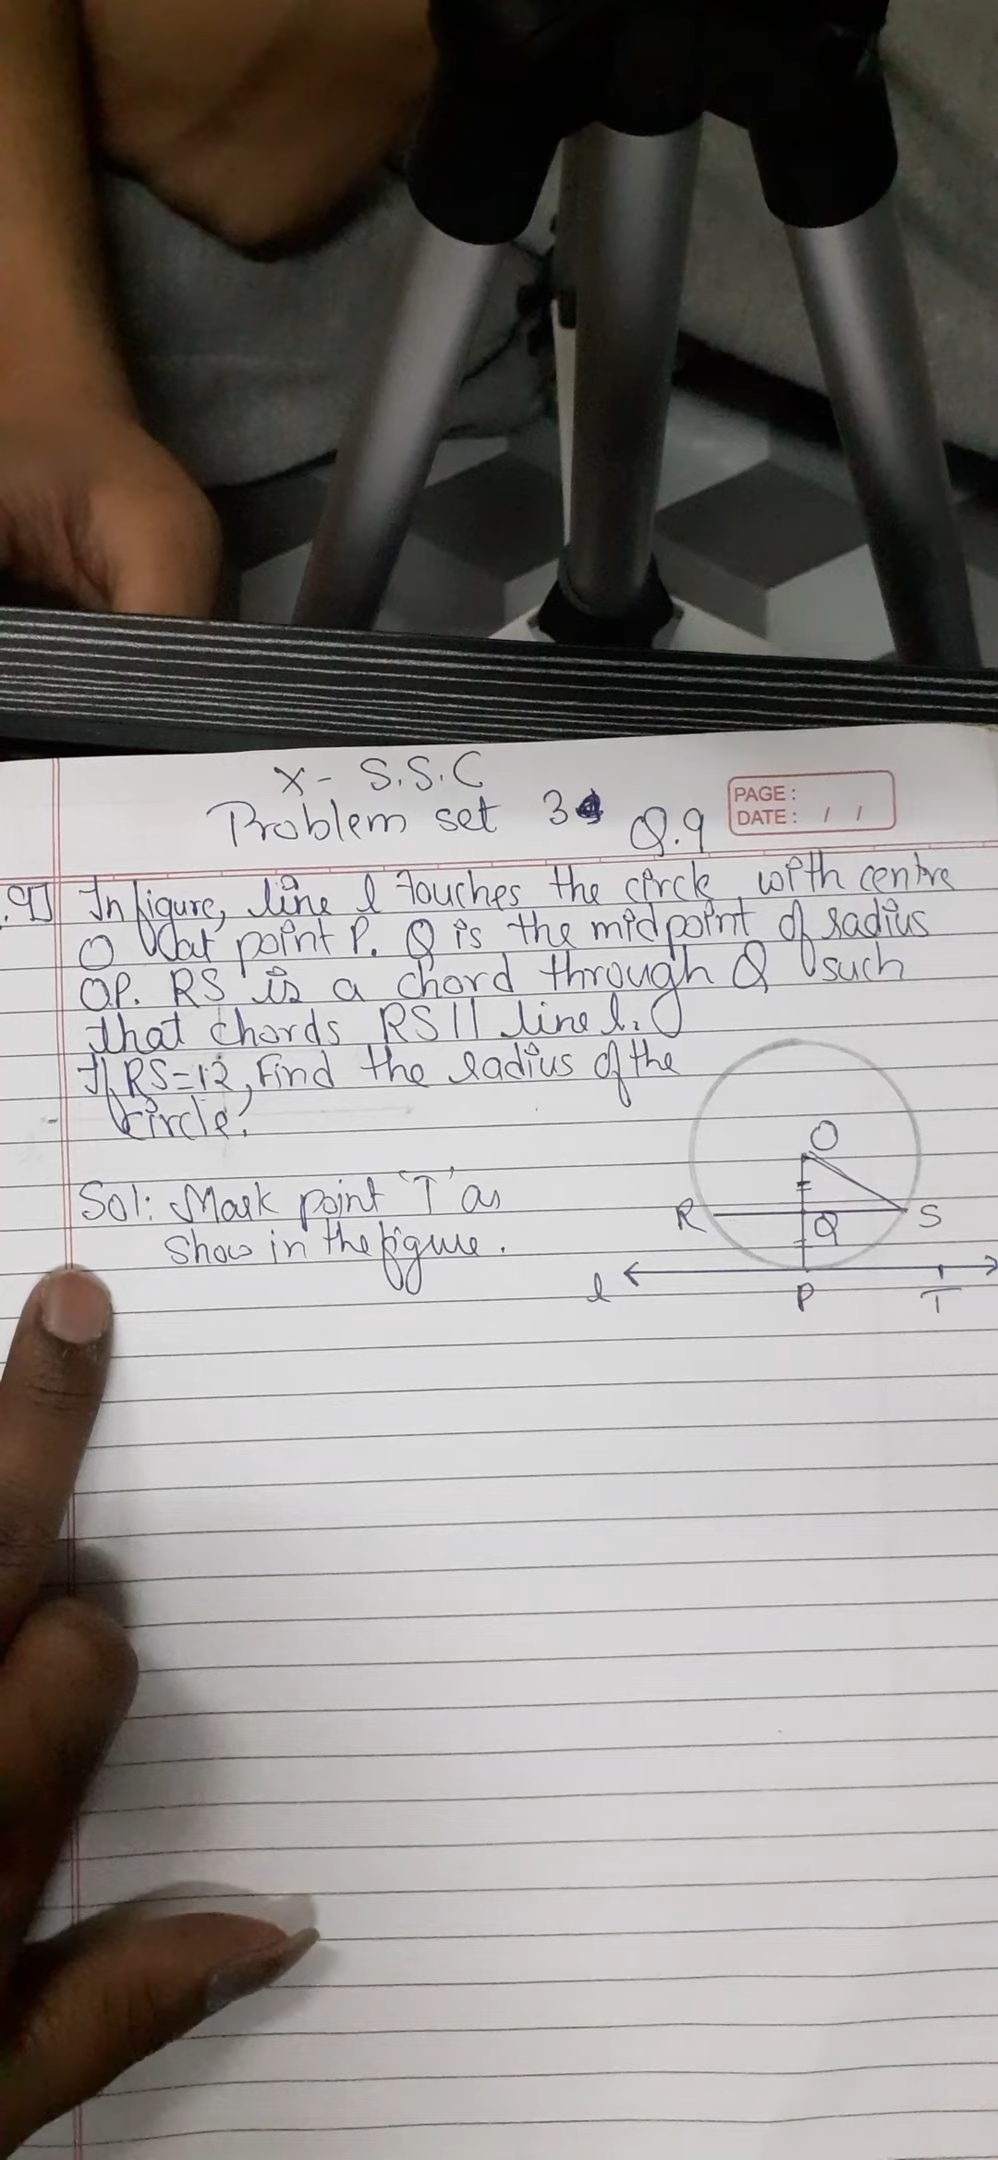 X- S.S.C
Problem set 3 Q.9
PAGE :
DATE : / /
.9] In figure, line l touches the circle with centre
O at point P. Q is the midpoint of radius
OP. RS is a chord through Q such
that chords RS || line l.
If RS=12, Find the radius of the
circle.
Sol: Mark point 'T' as
show in the figure.
O
R Q S
l P T